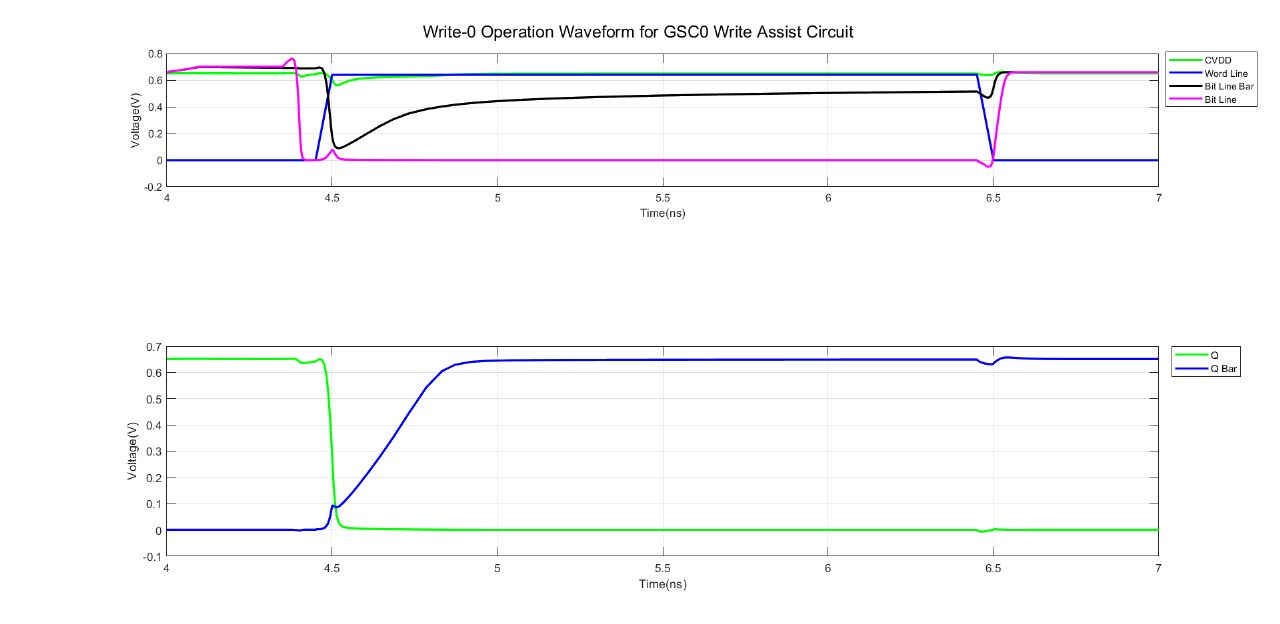 Write-0 Operation Waveform for GSC0 Write Assist Circuit
0.8
0.6
0.4
0.2
0
-0.2
Voltage(V)
4
4.5
5
5.5
6
6.5
7
Time(ns)
CVDD
Word Line
Bit Line Bar
Bit Line
0.7
0.6
0.5
0.4
0.3
0.2
0.1
0
-0.1
Voltage(V)
4
4.5
5
5.5
6
6.5
7
Time(ns)
Q
Q Bar